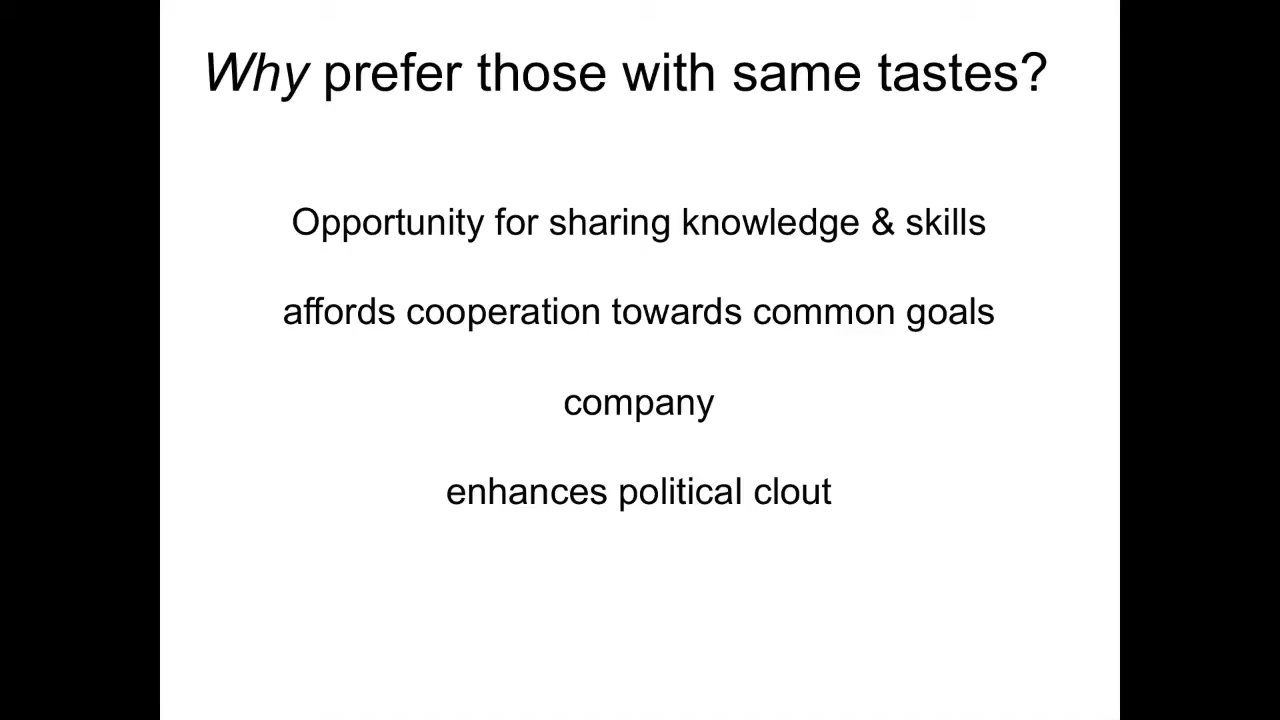 Why prefer those with same tastes?
Opportunity for sharing knowledge & skills
affords cooperation towards common goals
company
enhances political clout